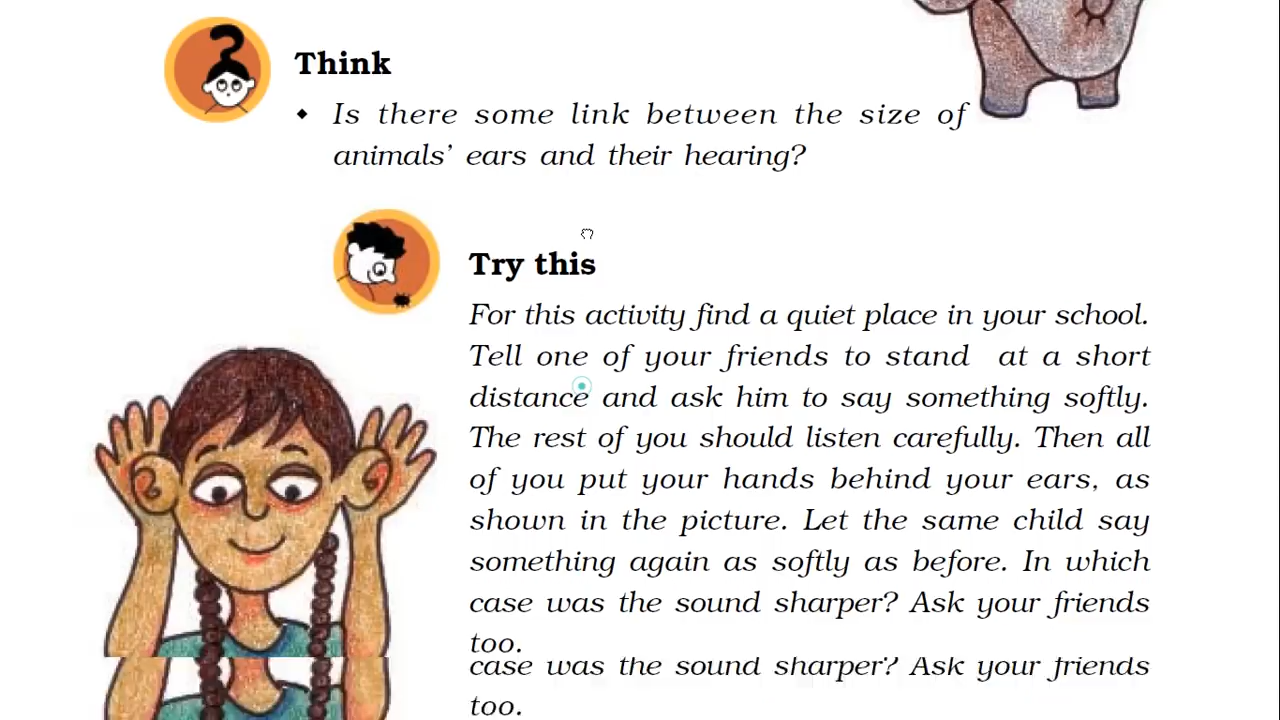 Think
◆ Is there some link between the size of
animals' ears and their hearing?
Try this
For this activity find a quiet place in your school.
Tell one of your friends to stand at a short
distance and ask him to say something softly.
The rest of you should listen carefully. Then all
of you put your hands behind your ears, as
shown in the picture. Let the same child say
something again as softly as before. In which
case was the sound sharper? Ask your friends
too.
case was the sound sharper? Ask your friends
too.